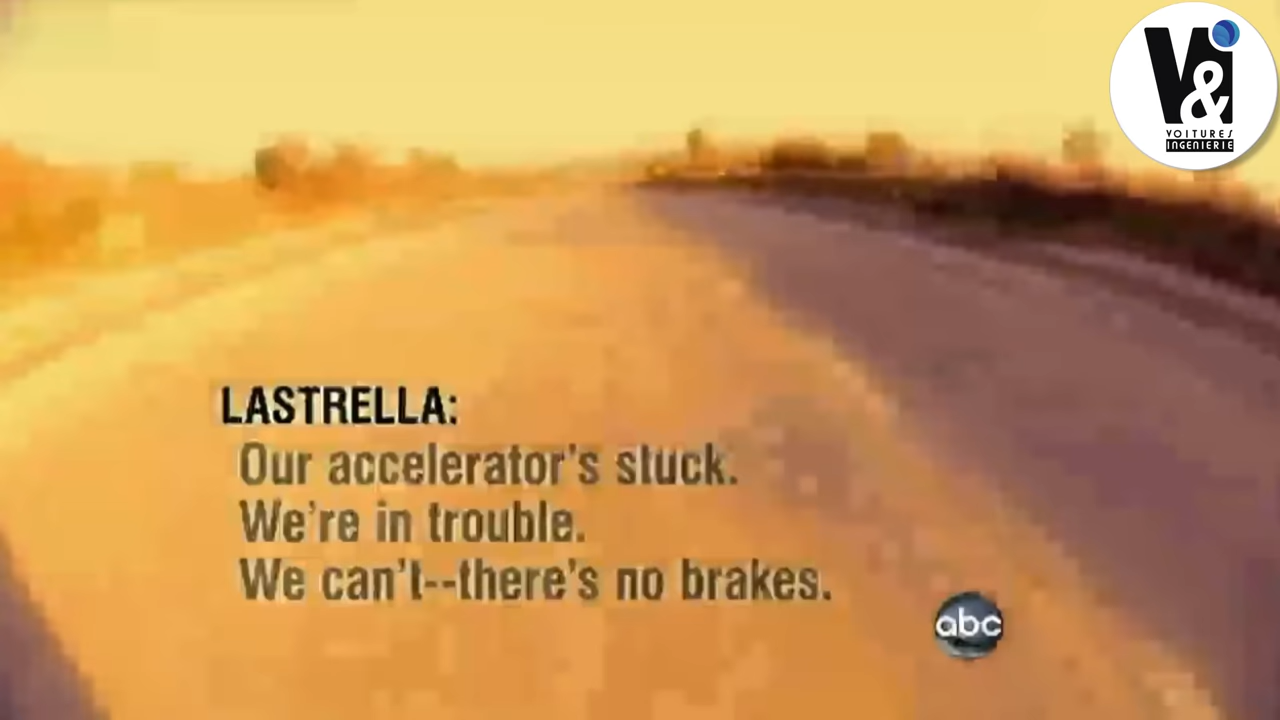 V&i
VOITURES
INGENIERIE
LASTRELLA:
Our accelerator's stuck.
We're in trouble.
We can't--there's no brakes.
abc